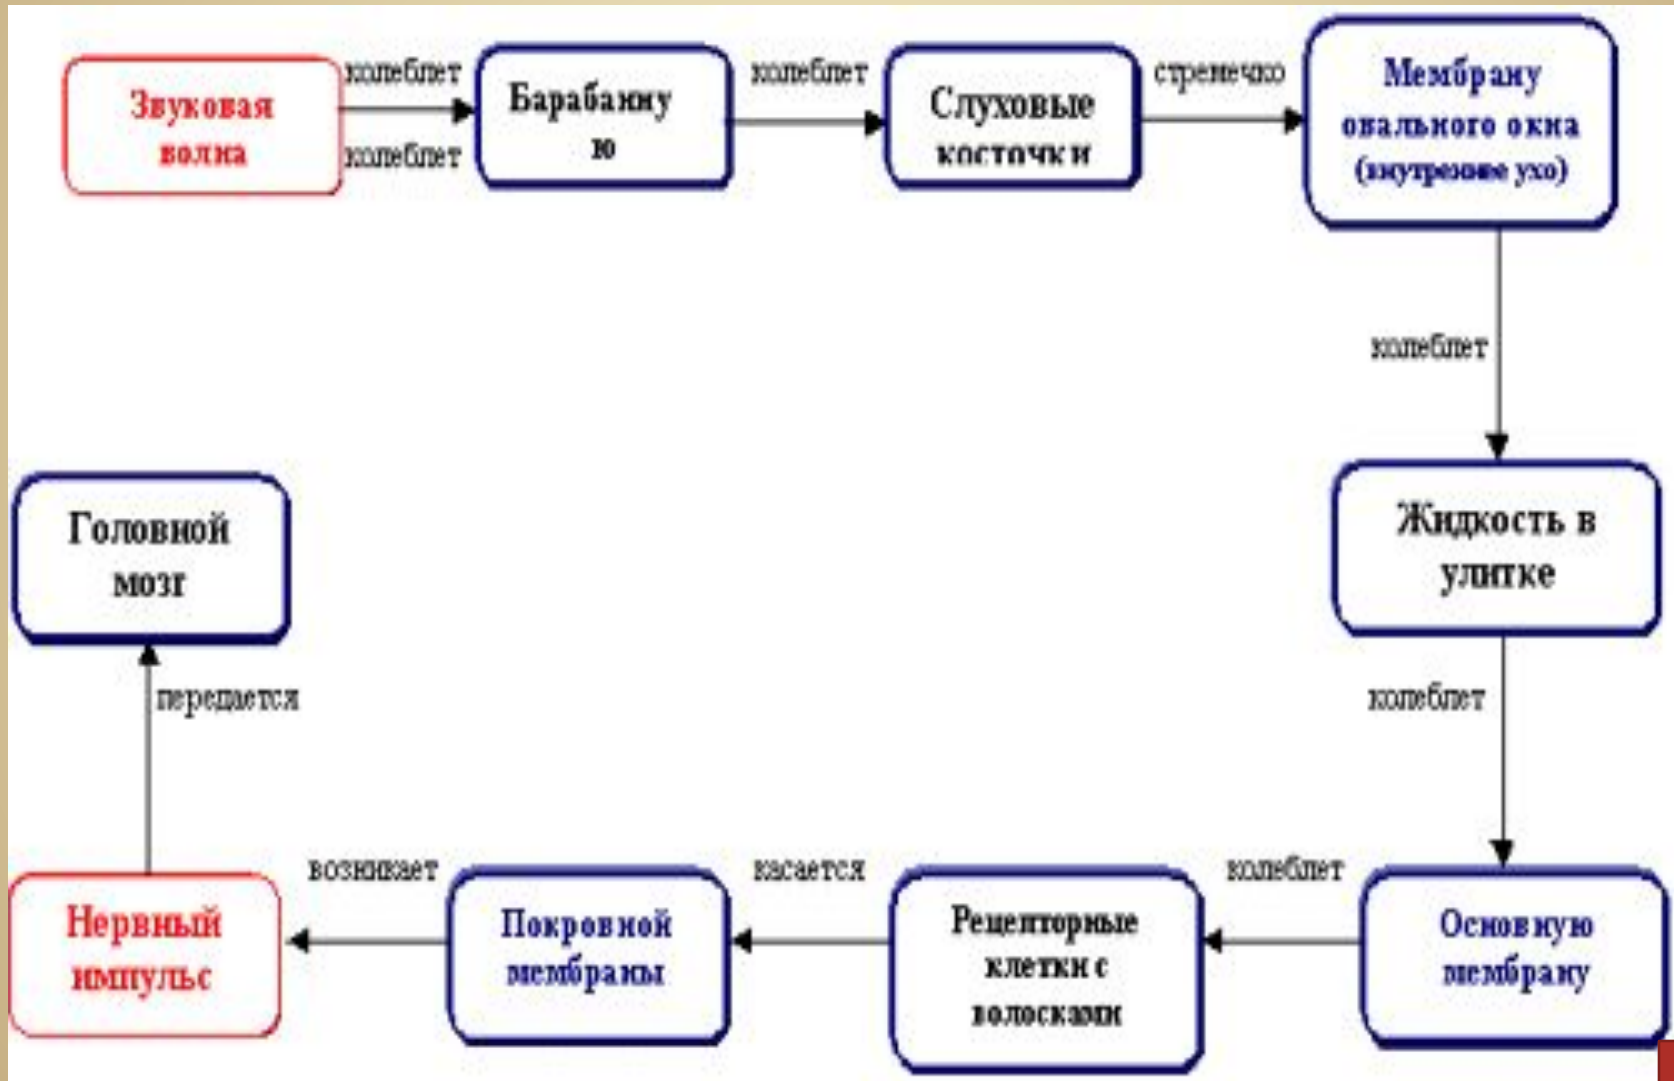 Звуковая
волна
колеблет
колеблет
Барабанну
ю
колеблет
Слуховые
косточки
стремечко
Мембрану
овального окна
(внутренне ухо)
колеблет
Жидкость в
улитке
колеблет
Основную
мембрану
колеблет
Рецепторные
клетки с
волосками
касается
Покровной
мембраны
возникает
Нервный
импульс
передается
Головной
мозг